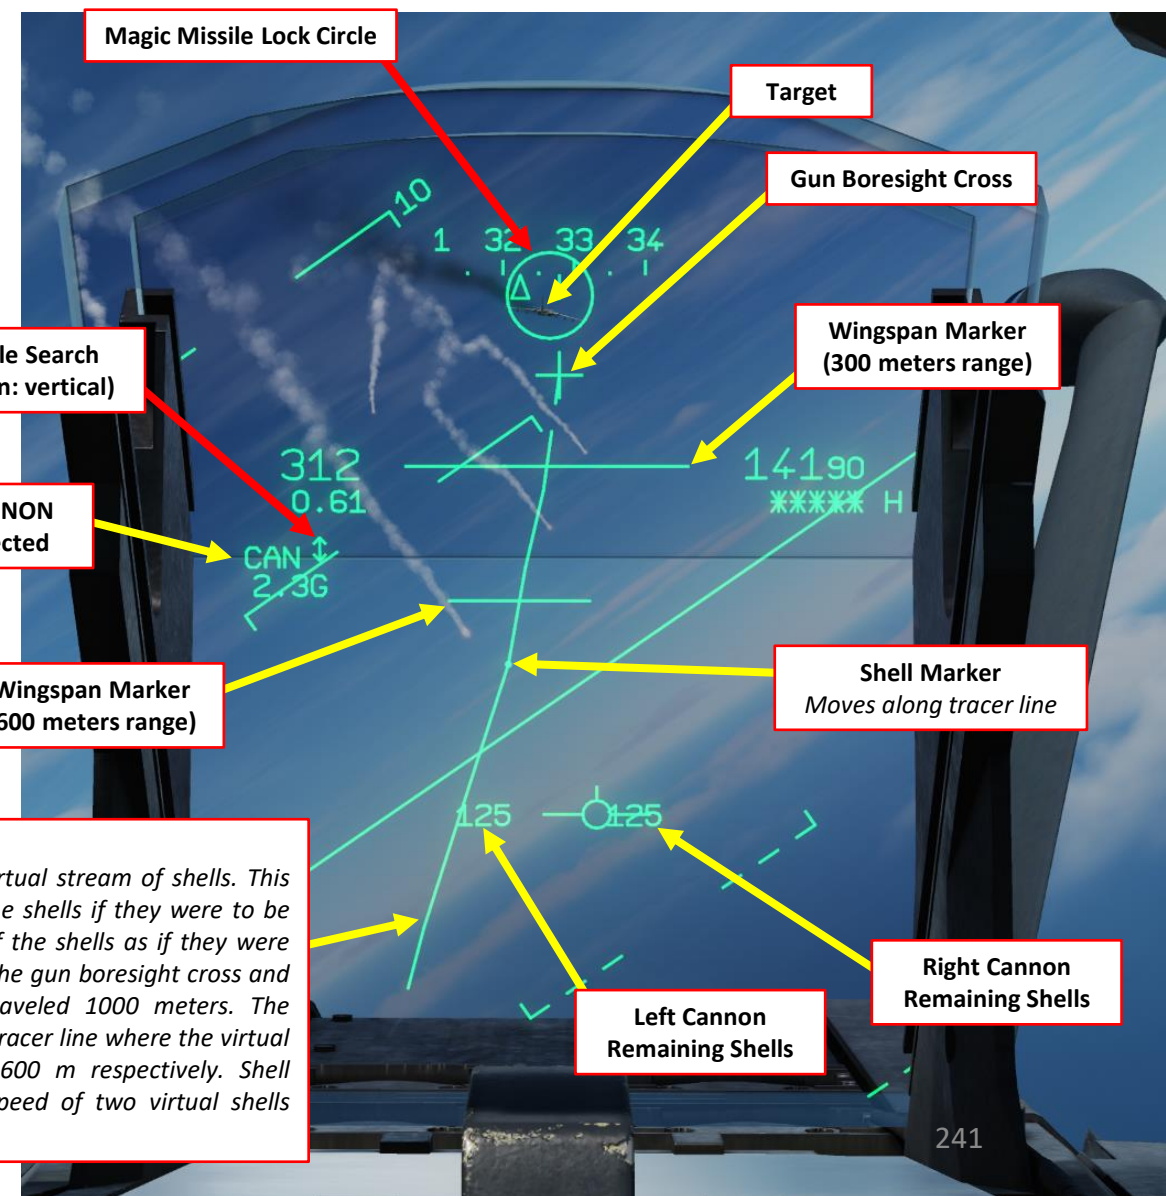 Magic Missile Lock Circle
Target
Gun Boresight Cross
10
1 32 33 34
Wingspan Marker
(300 meters range)
le Search
n: vertical)
312
0.61
14190
***** H
NON
ected
CAN
2.3G
Wingspan Marker
600 meters range)
Shell Marker
Moves along tracer line
125
125
rtual stream of shells. This
e shells if they were to be
f the shells as if they were
he gun boresight cross and
aveled 1000 meters. The
racer line where the virtual
600 m respectively. Shell
peed of two virtual shells
Left Cannon
Remaining Shells
Right Cannon
Remaining Shells
241